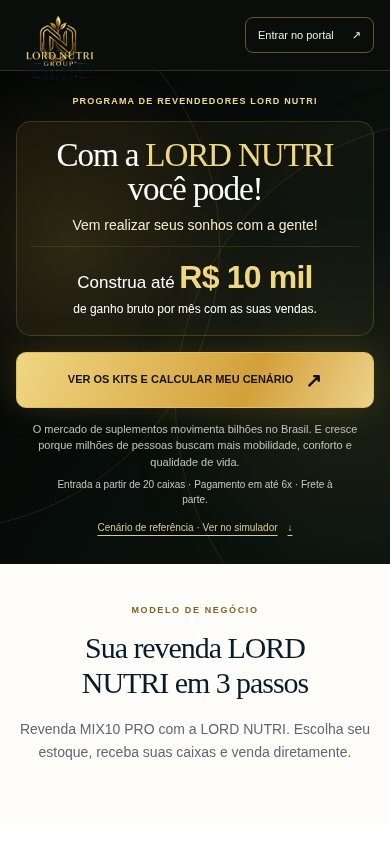 LORD NUTRI
GROUP
Entrar no portal ↗
PROGRAMA DE REVENDEDORES LORD NUTRI
Com a LORD NUTRI
você pode!
Vem realizar seus sonhos com a gente!
Construa até R$ 10 mil
de ganho bruto por mês com as suas vendas.
VER OS KITS E CALCULAR MEU CENÁRIO ↗
O mercado de suplementos movimenta bilhões no Brasil. E cresce
porque milhões de pessoas buscam mais mobilidade, conforto e
qualidade de vida.
Entrada a partir de 20 caixas · Pagamento em até 6x · Frete à
parte.
Cenário de referência · Ver no simulador ↓
MODELO DE NEGÓCIO
Sua revenda LORD
NUTRI em 3 passos
Revenda MIX10 PRO com a LORD NUTRI. Escolha seu
estoque, receba suas caixas e venda diretamente.